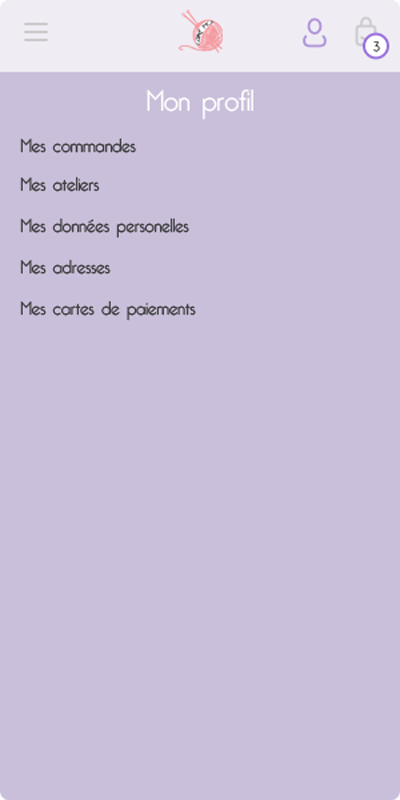 3
Mon profil
Mes commandes
Mes ateliers
Mes données personelles
Mes adresses
Mes cartes de paiements